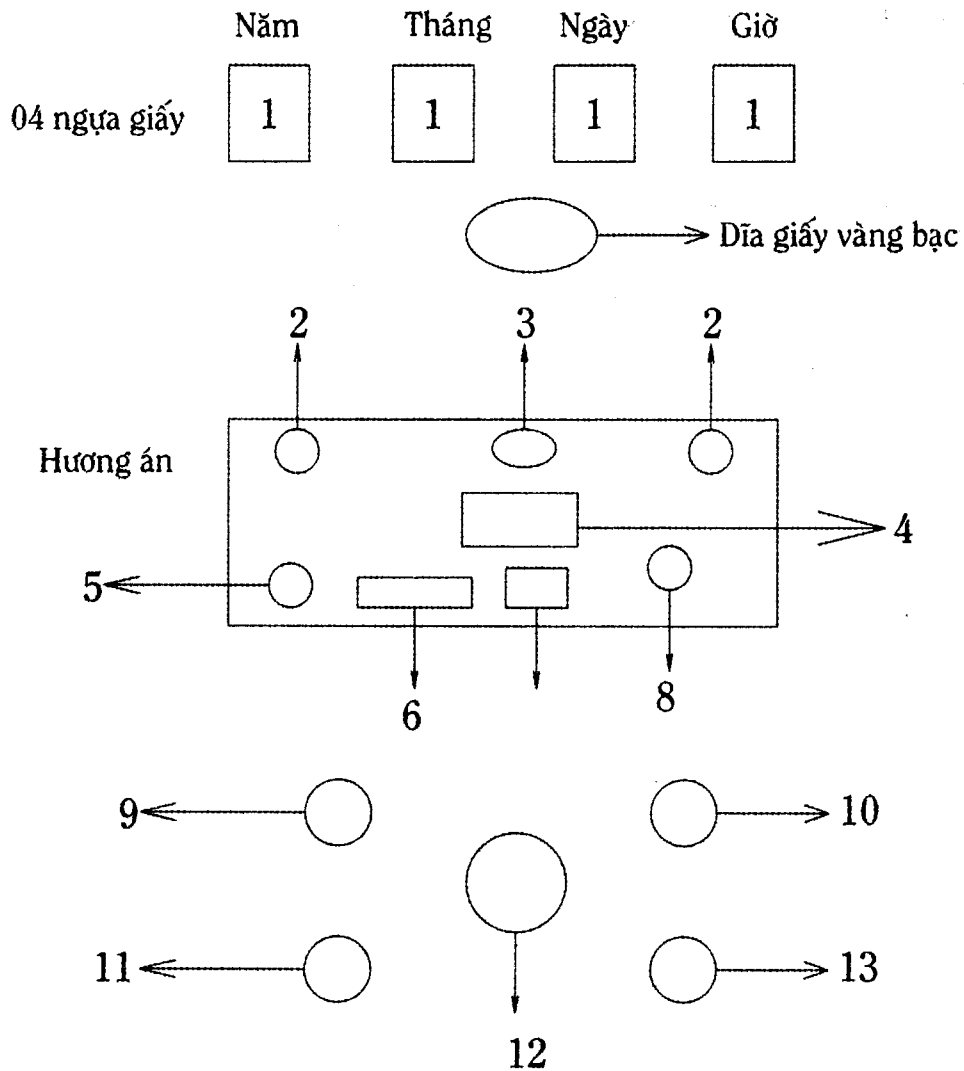 Năm Tháng Ngày Giờ
04 ngựa giấy 1 1 1 1
Dĩa giấy vàng bạc
2 3 2
Hương án
4
5
6 8
9 10
11 13
12